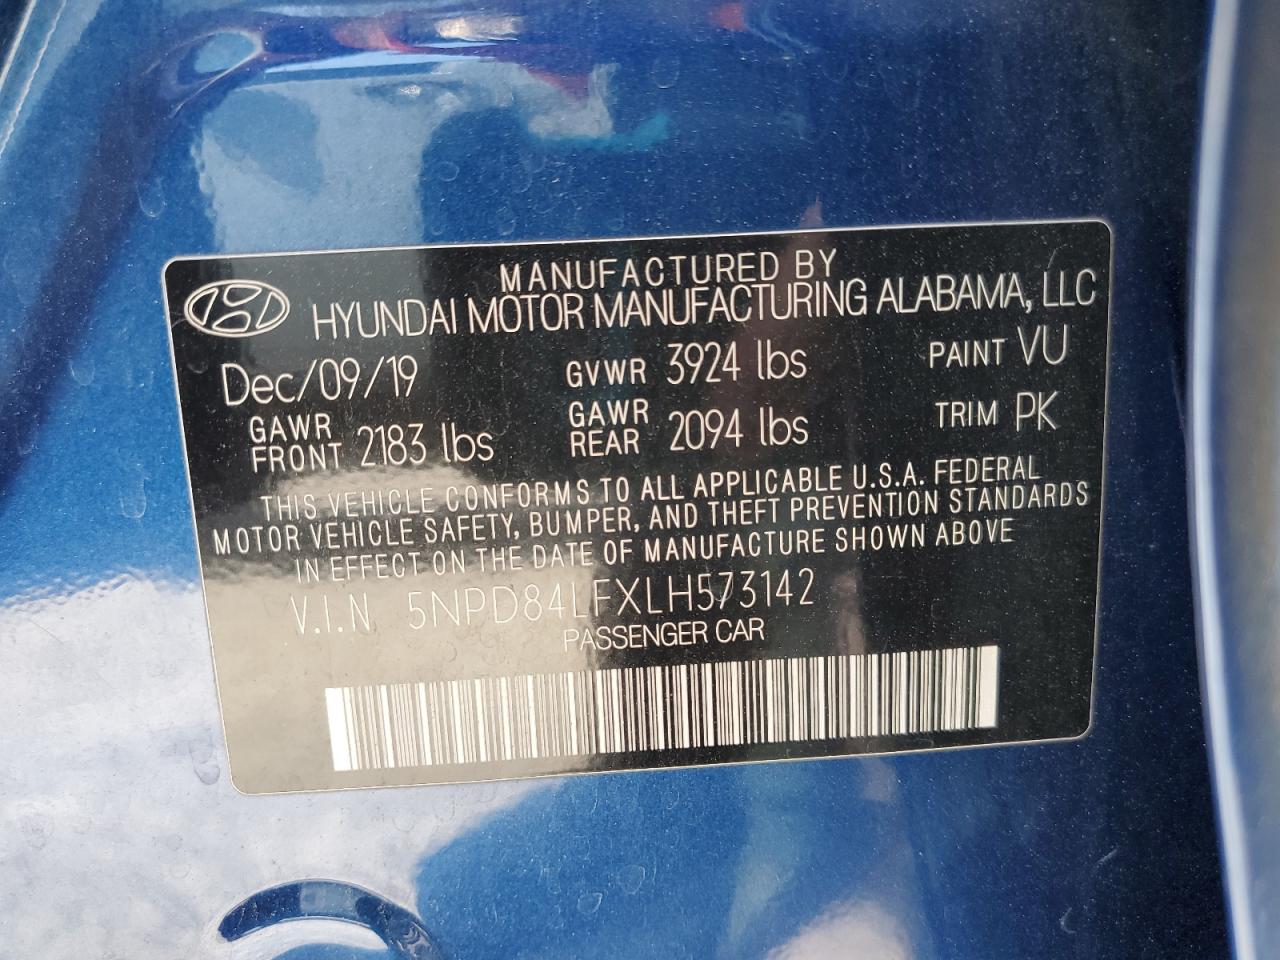 MANUFACTURED BY
HYUNDAI MOTOR MANUFACTURING ALABAMA, LLC
Dec/09/19 GVWR 3924 lbs PAINT VU
GAWR FRONT 2183 lbs GAWR REAR 2094 lbs TRIM PK
THIS VEHICLE CONFORMS TO ALL APPLICABLE U.S.A. FEDERAL
MOTOR VEHICLE SAFETY, BUMPER, AND THEFT PREVENTION STANDARDS
IN EFFECT ON THE DATE OF MANUFACTURE SHOWN ABOVE
V.I.N 5NPD84LFXLH573142
PASSENGER CAR